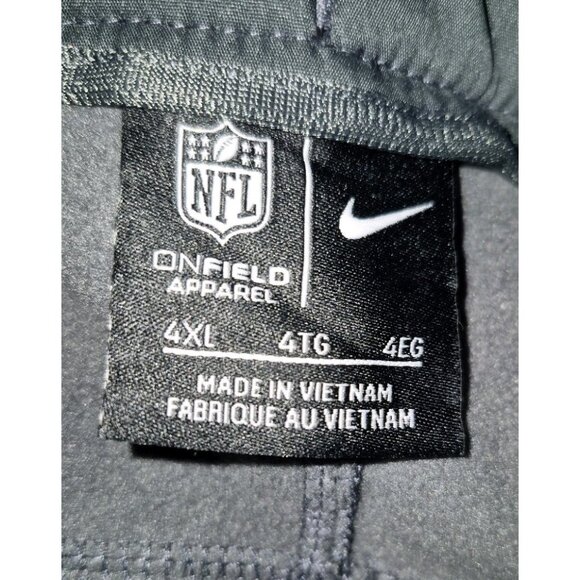 NFL
ONFIELD
APPAREL
4XL 4TG 4EG
MADE IN VIETNAM
FABRIQUE AU VIETNAM